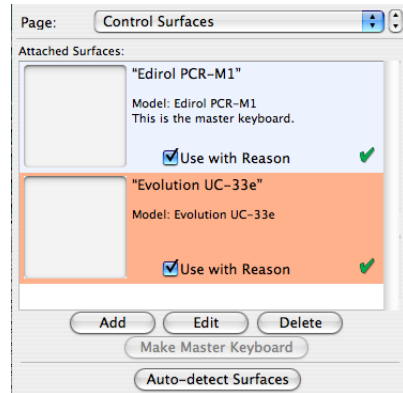 Page: Control Surfaces
Attached Surfaces:
"Edirol PCR-M1"
Model: Edirol PCR-M1
This is the master keyboard.
Use with Reason
"Evolution UC-33e"
Model: Evolution UC-33e
Use with Reason
Add Edit Delete
Make Master Keyboard
Auto-detect Surfaces